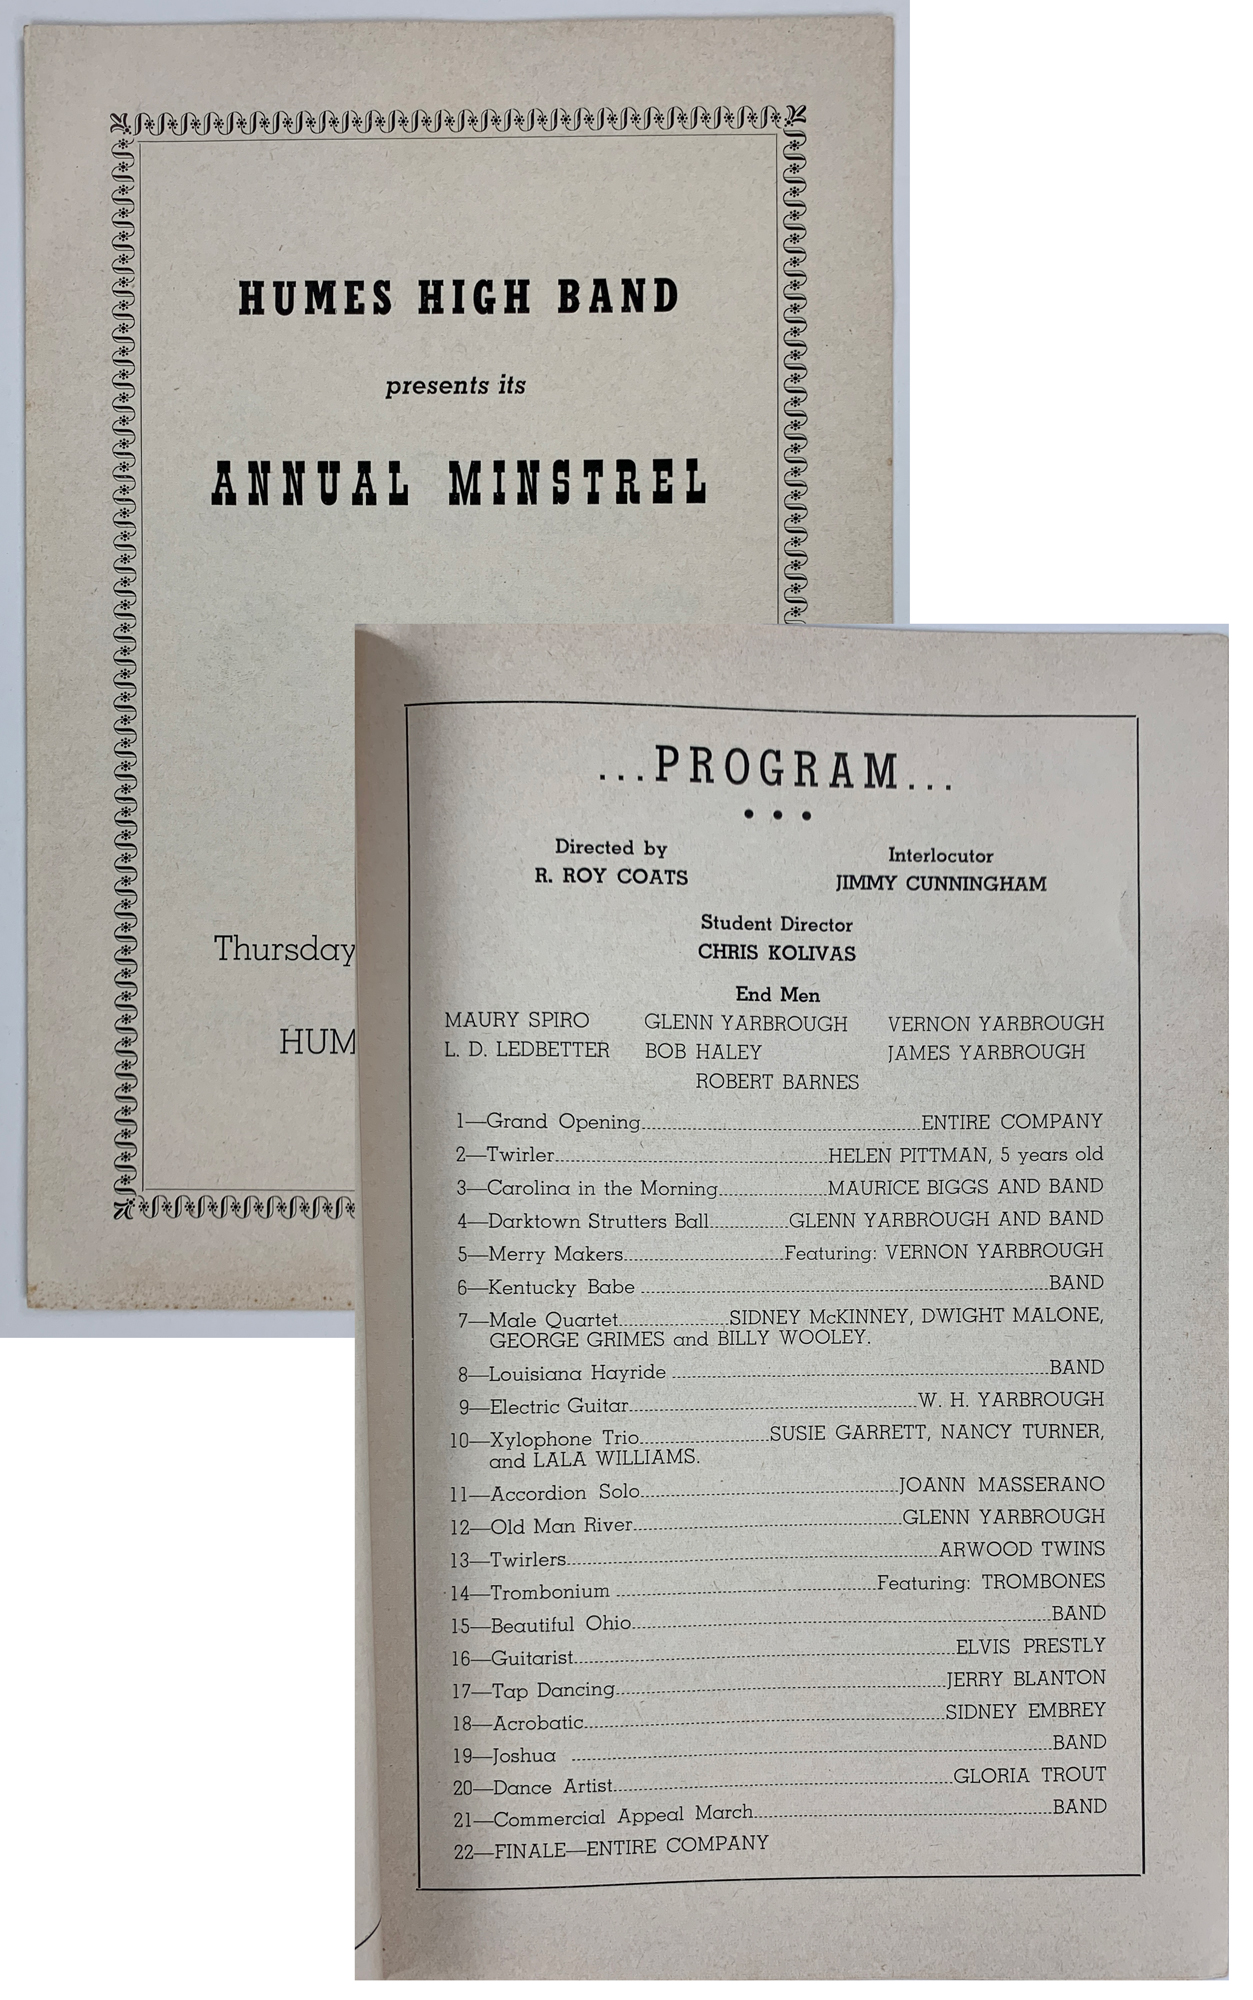 HUMES HIGH BAND
presents its
ANNUAL MINSTREL
Thursday
HUM
...PROGRAM...
• • •
Directed by
R. ROY COATS
Interlocutor
JIMMY CUNNINGHAM
Student Director
CHRIS KOLIVAS
End Men
MAURY SPIRO GLENN YARBROUGH VERNON YARBROUGH
L. D. LEDBETTER BOB HALEY JAMES YARBROUGH
ROBERT BARNES
1—Grand Opening ENTIRE COMPANY
2—Twirler HELEN PITTMAN, 5 years old
3—Carolina in the Morning MAURICE BIGGS AND BAND
4—Darktown Strutters Ball GLENN YARBROUGH AND BAND
5—Merry Makers Featuring: VERNON YARBROUGH
6—Kentucky Babe BAND
7—Male Quartet SIDNEY McKINNEY, DWIGHT MALONE,
GEORGE GRIMES and BILLY WOOLEY.
8—Louisiana Hayride BAND
9—Electric Guitar W. H. YARBROUGH
10—Xylophone Trio SUSIE GARRETT, NANCY TURNER,
and LALA WILLIAMS.
11—Accordion Solo JOANN MASSERANO
12—Old Man River GLENN YARBROUGH
13—Twirlers ARWOOD TWINS
14—Trombonium Featuring: TROMBONES
15—Beautiful Ohio BAND
16—Guitarist ELVIS PRESTLY
17—Tap Dancing JERRY BLANTON
18—Acrobatic SIDNEY EMBREY
19—Joshua BAND
20—Dance Artist GLORIA TROUT
21—Commercial Appeal March BAND
22—FINALE—ENTIRE COMPANY